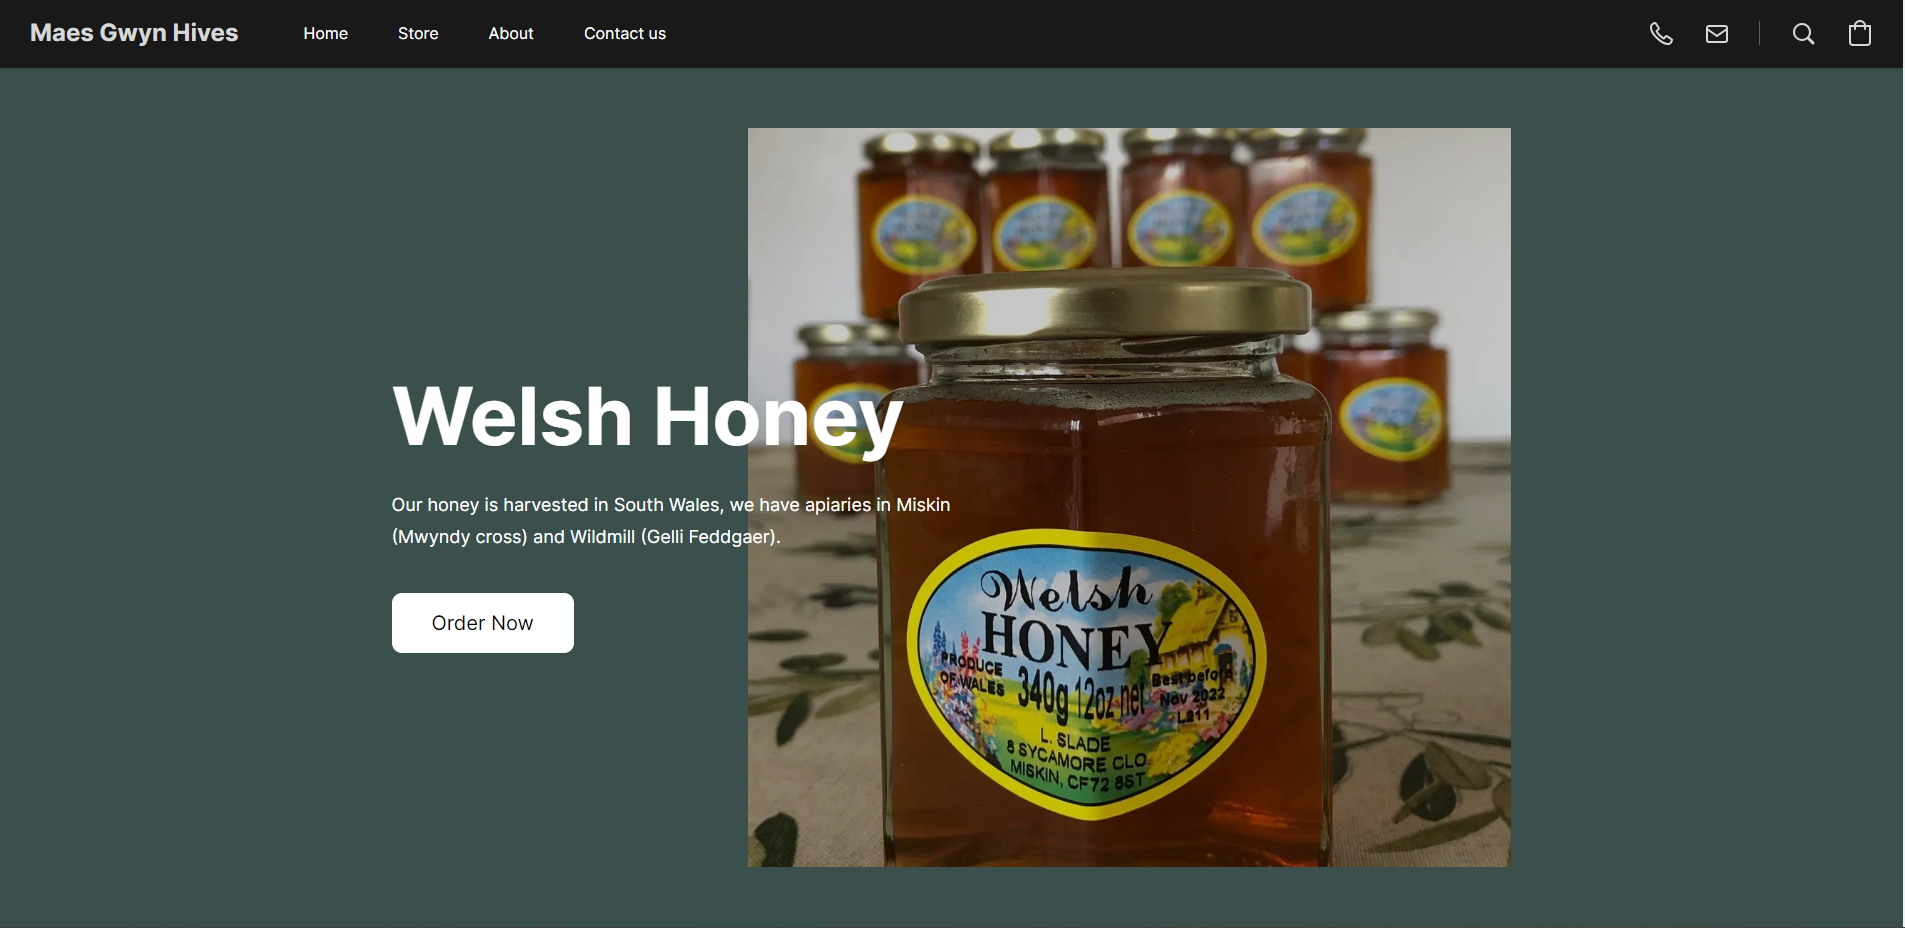 Maes Gwyn Hives
Home
Store
About
Contact us
Welsh Honey
Our honey is harvested in South Wales, we have apiaries in Miskin
(Mwyndy cross) and Wildmill (Gelli Feddgaer).
Order Now
Welsh
HONEY
PRODUCE
OF WALES
340g 12oz net
Best before
Nov 2022
L211
L. SLADE
8 SYCAMORE CLO
MISKIN, CF72 8ST